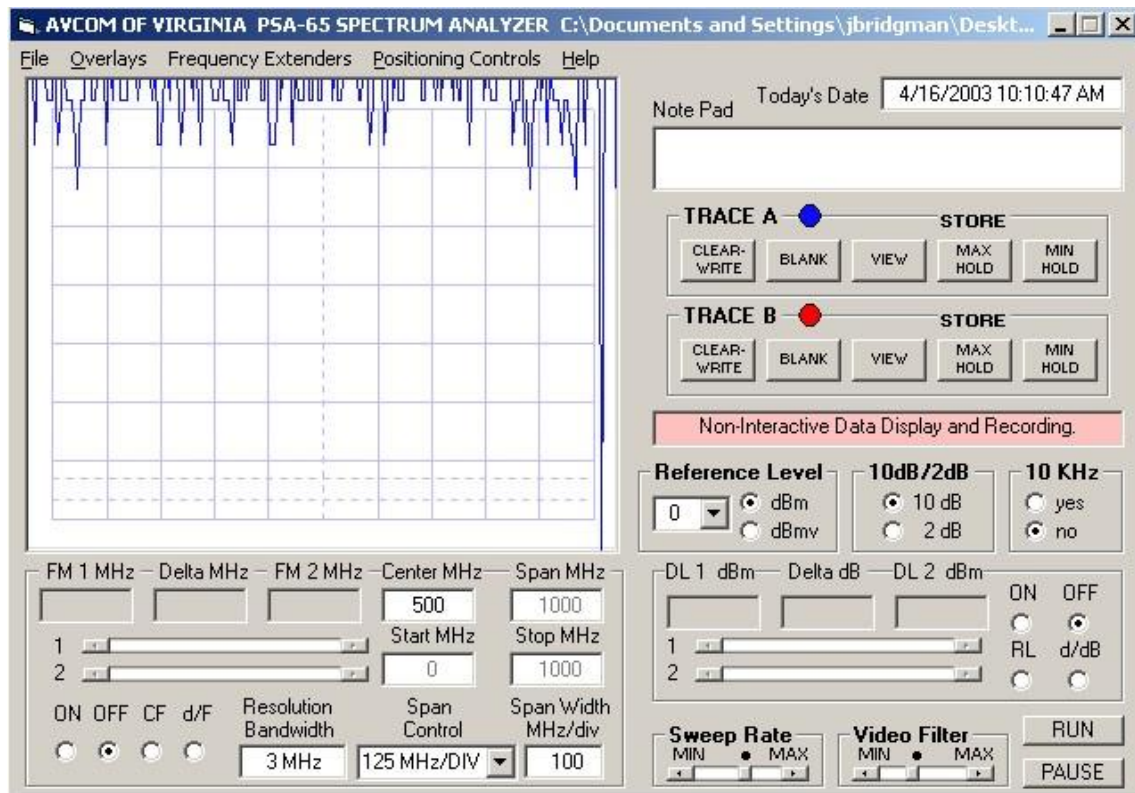 AVCOM OF VIRGINIA PSA-65 SPECTRUM ANALYZER C:\Documents and Settings\jbridgman\Deskt...
File Overlays Frequency Extenders Positioning Controls Help
Today's Date 4/16/2003 10:10:47 AM
Note Pad
TRACE A STORE
CLEAR-WRITE BLANK VIEW MAX HOLD MIN HOLD
TRACE B STORE
CLEAR-WRITE BLANK VIEW MAX HOLD MIN HOLD
Non-Interactive Data Display and Recording.
Reference Level 10dB/2dB 10 KHz
0 dBm 10 dB yes
dBmv 2 dB no
FM 1 MHz Delta MHz FM 2 MHz Center MHz Span MHz
500 1000
Start MHz Stop MHz
1 0 1000
2
ON OFF CF d/F
Resolution Bandwidth Span Control Span Width MHz/div
3 MHz 125 MHz/DIV 100
DL 1 dBm Delta dB DL 2 dBm
ON OFF
1
RL d/dB
2
Sweep Rate Video Filter
MIN MAX MIN MAX
RUN
PAUSE